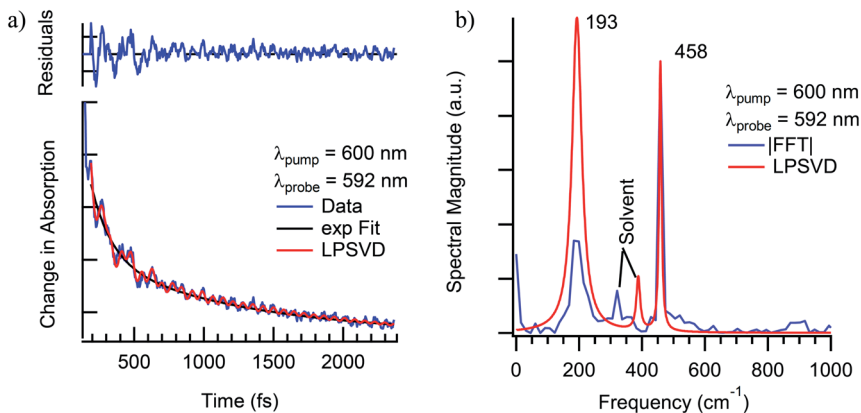 a)
Residuals
Change in Absorption
λpump = 600 nm
λprobe = 592 nm
Data
exp Fit
LPSVD
500
1000
1500
2000
Time (fs)
b)
193
458
λpump = 600 nm
λprobe = 592 nm
|FFT|
LPSVD
Solvent
Spectral Magnitude (a.u.)
0
200
400
600
800
1000
Frequency (cm⁻¹)